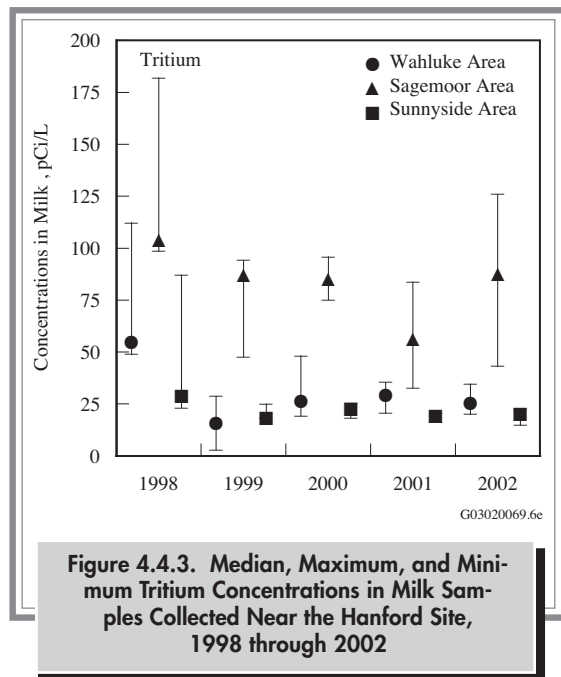 200
175
150
125
100
75
50
25
0
Concentrations in Milk , pCi/L
Tritium
Wahluke Area
Sagemoor Area
Sunnyside Area
1998 1999 2000 2001 2002
G03020069.6e
Figure 4.4.3. Median, Maximum, and Mini-
mum Tritium Concentrations in Milk Sam-
ples Collected Near the Hanford Site,
1998 through 2002